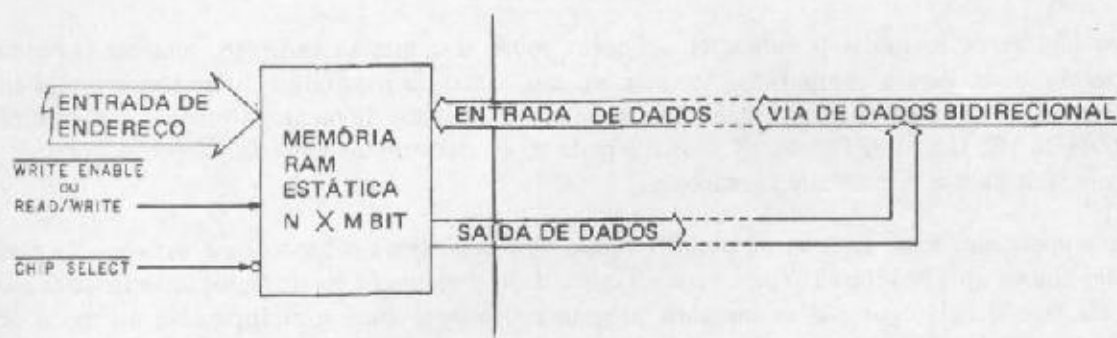 ENTRADA DE
ENDEREÇO
WRITE ENABLE
OU
READ/WRITE
CHIP SELECT
MEMÓRIA
RAM
ESTÁTICA
N X M BIT
ENTRADA DE DADOS
VIA DE DADOS BIDIRECIONAL
SAÍDA DE DADOS